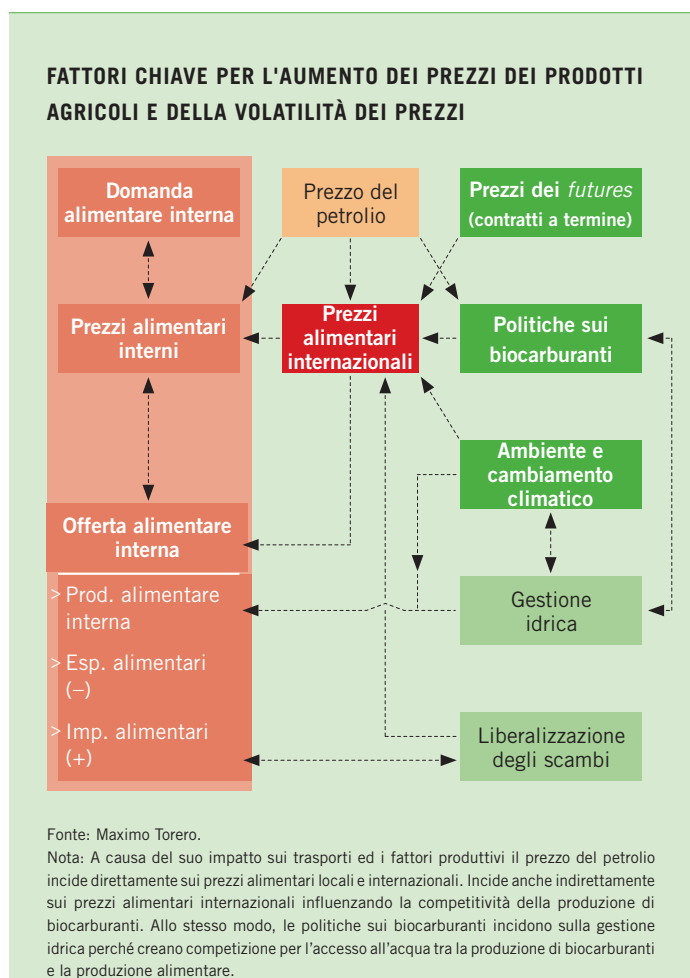 FATTORI CHIAVE PER L'AUMENTO DEI PREZZI DEI PRODOTTI
AGRICOLI E DELLA VOLATILITÀ DEI PREZZI
Domanda
alimentare interna
Prezzo del
petrolio
Prezzi dei futures
(contratti a termine)
Prezzi alimentari
interni
Prezzi
alimentari
internazionali
Politiche sui
biocarburanti
Ambiente e
cambiamento
climatico
Offerta alimentare
interna
> Prod. alimentare
interna
Gestione
idrica
> Esp. alimentari
(–)
> Imp. alimentari
(+)
Liberalizzazione
degli scambi
Fonte: Maximo Torero.
Nota: A causa del suo impatto sui trasporti ed i fattori produttivi il prezzo del petrolio
incide direttamente sui prezzi alimentari locali e internazionali. Incide anche indirettamente
sui prezzi alimentari internazionali influenzando la competitività della produzione di
biocarburanti. Allo stesso modo, le politiche sui biocarburanti incidono sulla gestione
idrica perché creano competizione per l'accesso all'acqua tra la produzione di biocarburanti
e la produzione alimentare.